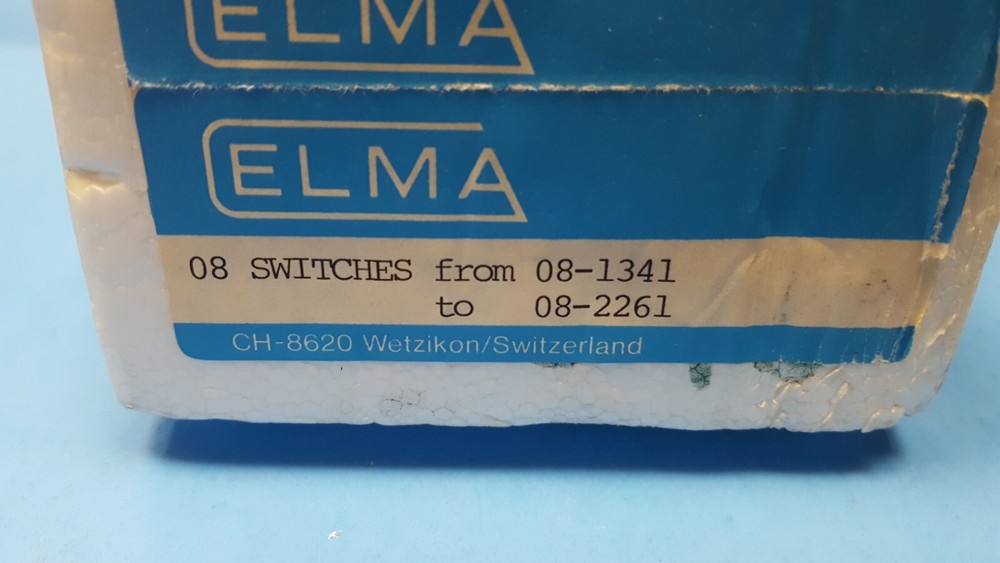 ELMA
ELMA
08 SWITCHES from 08-1341
to 08-2261
CH-8620 Wetzikon/Switzerland